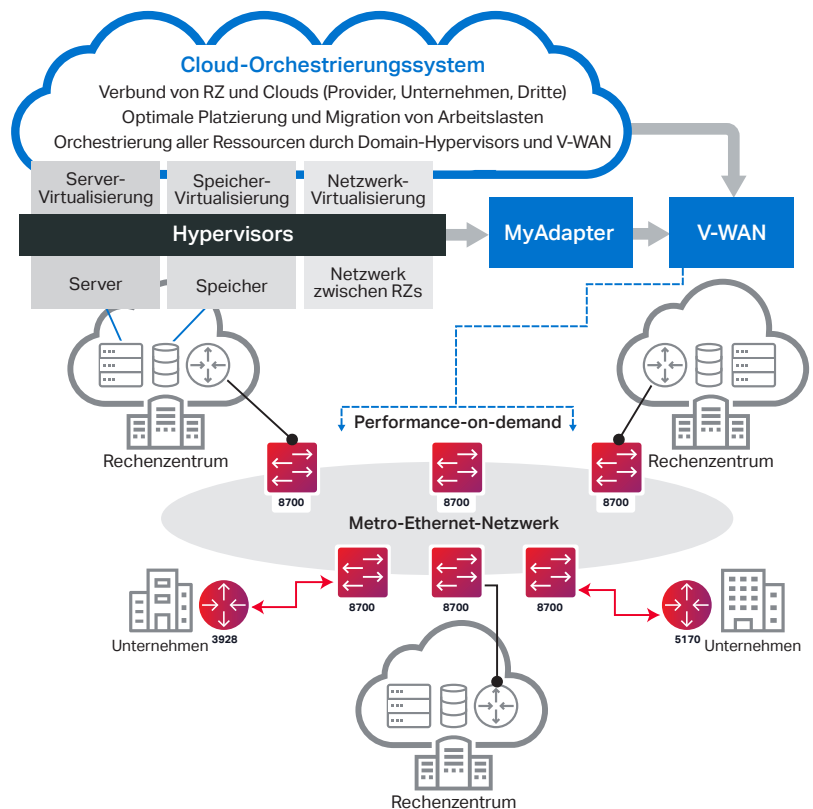 Cloud-Orchestrierungssystem
Verbund von RZ und Clouds (Provider, Unternehmen, Dritte)
Optimale Platzierung und Migration von Arbeitslasten
Orchestrierung aller Ressourcen durch Domain-Hypervisors und V-WAN
Server-
Virtualisierung
Speicher-
Virtualisierung
Netzwerk-
Virtualisierung
Hypervisors
MyAdapter
V-WAN
Server
Speicher
Netzwerk
zwischen RZs
Performance-on-demand
Rechenzentrum
Rechenzentrum
8700
8700
8700
Metro-Ethernet-Netzwerk
8700
8700
8700
Unternehmen
3928
5170
Unternehmen
Rechenzentrum